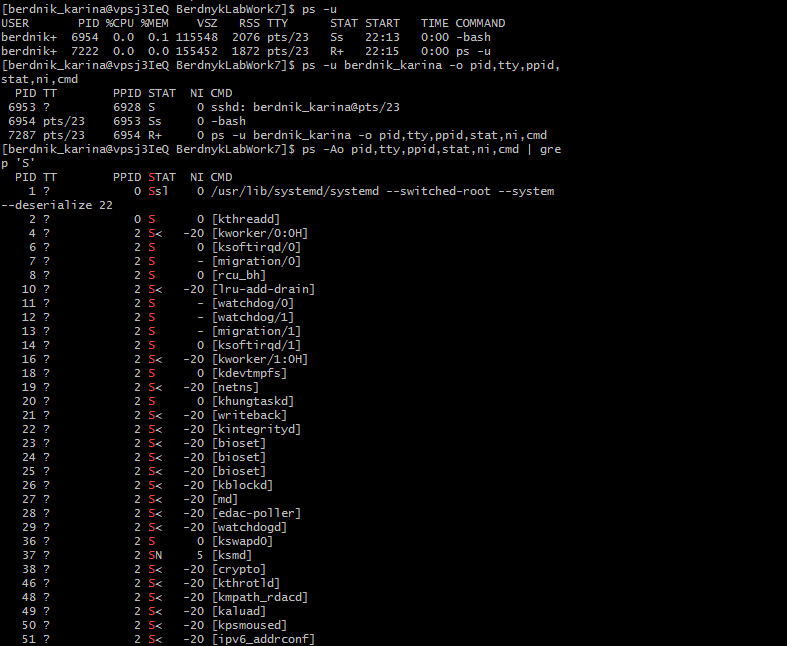 [berdnik_karina@vpsj3IeQ BerdnykLabWork7]$ ps -u
USER       PID %CPU %MEM    VSZ   RSS TTY      STAT START   TIME COMMAND
berdnik+  6954  0.0  0.1 115548  2076 pts/23   Ss   22:13   0:00 -bash
berdnik+  7222  0.0  0.0 155452  1872 pts/23   R+   22:15   0:00 ps -u
[berdnik_karina@vpsj3IeQ BerdnykLabWork7]$ ps -u berdnik_karina -o pid,tty,ppid,
stat,ni,cmd
  PID TT        PPID STAT  NI CMD
 6953 ?         6928 S      0 sshd: berdnik_karina@pts/23
 6954 pts/23    6953 Ss     0 -bash
 7287 pts/23    6954 R+     0 ps -u berdnik_karina -o pid,tty,ppid,stat,ni,cmd
[berdnik_karina@vpsj3IeQ BerdnykLabWork7]$ ps -Ao pid,tty,ppid,stat,ni,cmd | gre
p 'S'
  PID TT        PPID STAT  NI CMD
    1 ?            0 Ssl    0 /usr/lib/systemd/systemd --switched-root --system
--deserialize 22
    2 ?            0 S      0 [kthreadd]
    4 ?            2 S<   -20 [kworker/0:0H]
    6 ?            2 S      0 [ksoftirqd/0]
    7 ?            2 S      - [migration/0]
    8 ?            2 S      0 [rcu_bh]
   10 ?            2 S<   -20 [lru-add-drain]
   11 ?            2 S      - [watchdog/0]
   12 ?            2 S      - [watchdog/1]
   13 ?            2 S      - [migration/1]
   14 ?            2 S      0 [ksoftirqd/1]
   16 ?            2 S<   -20 [kworker/1:0H]
   18 ?            2 S      0 [kdevtmpfs]
   19 ?            2 S<   -20 [netns]
   20 ?            2 S      0 [khungtaskd]
   21 ?            2 S<   -20 [writeback]
   22 ?            2 S<   -20 [kintegrityd]
   23 ?            2 S<   -20 [bioset]
   24 ?            2 S<   -20 [bioset]
   25 ?            2 S<   -20 [bioset]
   26 ?            2 S<   -20 [kblockd]
   27 ?            2 S<   -20 [md]
   28 ?            2 S<   -20 [edac-poller]
   29 ?            2 S<   -20 [watchdogd]
   36 ?            2 S      0 [kswapd0]
   37 ?            2 SN     5 [ksmd]
   38 ?            2 S<   -20 [crypto]
   46 ?            2 S<   -20 [kthrotld]
   48 ?            2 S<   -20 [kmpath_rdacd]
   49 ?            2 S<   -20 [kaluad]
   50 ?            2 S<   -20 [kpsmoused]
   51 ?            2 S<   -20 [ipv6_addrconf]